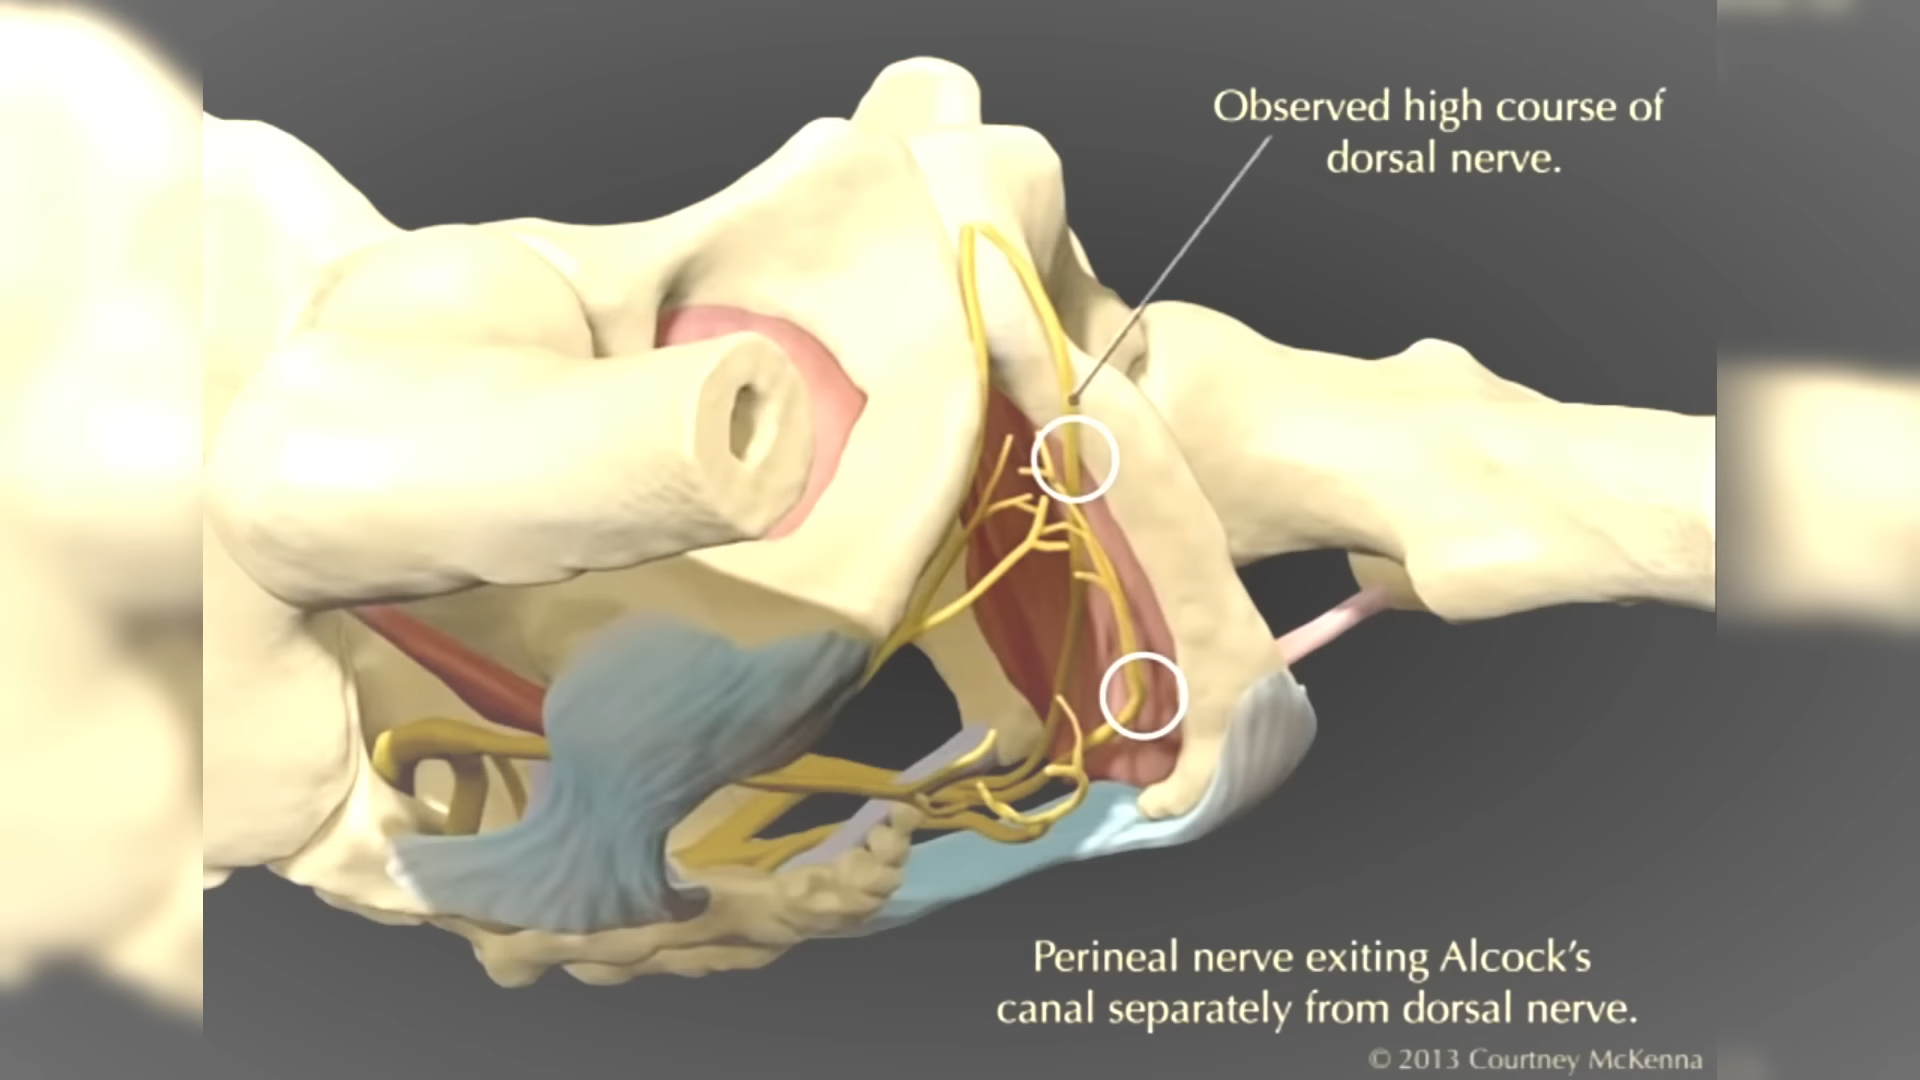 Observed high course of
dorsal nerve.
Perineal nerve exiting Alcock's
canal separately from dorsal nerve.
© 2013 Courtney McKenna